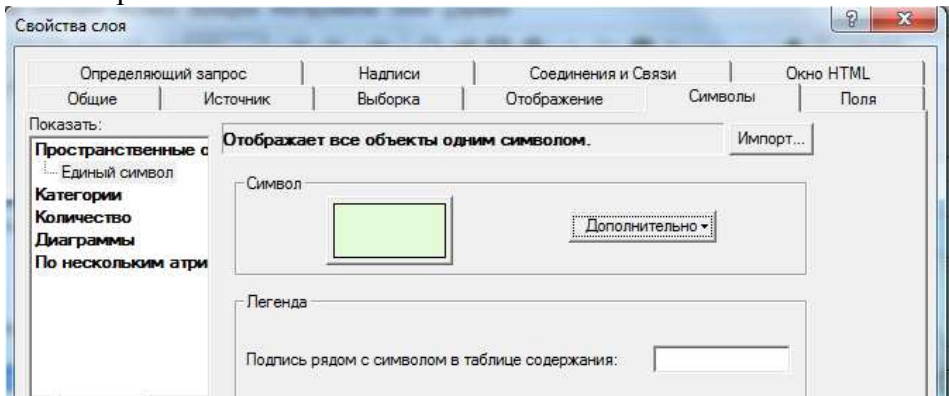 Свойства слоя
Определяющий запрос Надписи Соединения и Связи Окно HTML
Общие Источник Выборка Отображение Символы Поля
Показать:
Пространственные о
Единый символ
Категории
Количество
Диаграммы
По нескольким атри
Отображает все объекты одним символом.
Импорт...
Символ
Дополнительно
Легенда
Подпись рядом с символом в таблице содержания: